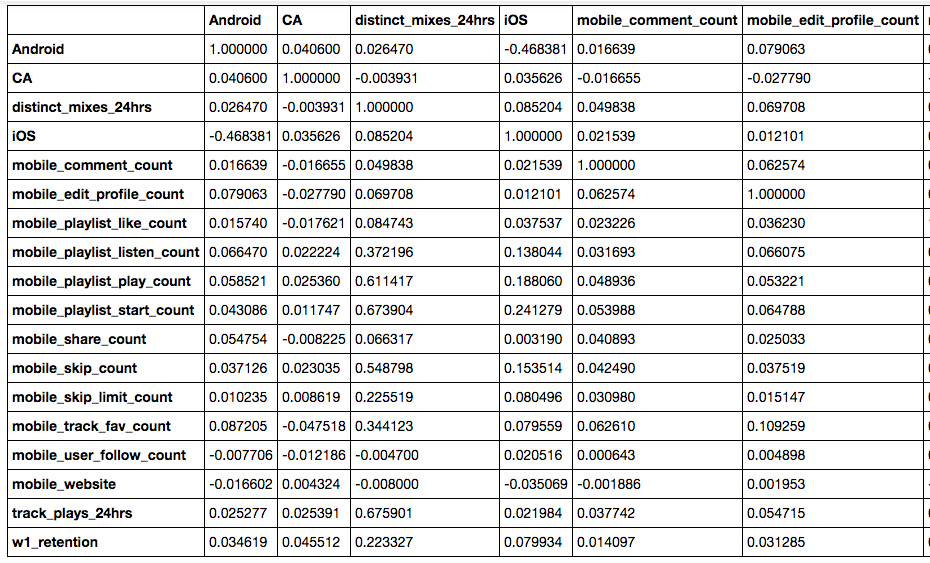 Android CA distinct_mixes_24hrs iOS mobile_comment_count mobile_edit_profile_count
Android 1.000000 0.040600 0.026470 -0.468381 0.016639 0.079063
CA 0.040600 1.000000 -0.003931 0.035626 -0.016655 -0.027790
distinct_mixes_24hrs 0.026470 -0.003931 1.000000 0.085204 0.049838 0.069708
iOS -0.468381 0.035626 0.085204 1.000000 0.021539 0.012101
mobile_comment_count 0.016639 -0.016655 0.049838 0.021539 1.000000 0.062574
mobile_edit_profile_count 0.079063 -0.027790 0.069708 0.012101 0.062574 1.000000
mobile_playlist_like_count 0.015740 -0.017621 0.084743 0.037537 0.023226 0.036230
mobile_playlist_listen_count 0.066470 0.022224 0.372196 0.138044 0.031693 0.066075
mobile_playlist_play_count 0.058521 0.025360 0.611417 0.188060 0.048936 0.053221
mobile_playlist_start_count 0.043086 0.011747 0.673904 0.241279 0.053988 0.064788
mobile_share_count 0.054754 -0.008225 0.066317 0.003190 0.040893 0.025033
mobile_skip_count 0.037126 0.023035 0.548798 0.153514 0.042490 0.037519
mobile_skip_limit_count 0.010235 0.008619 0.225519 0.080496 0.030980 0.015147
mobile_track_fav_count 0.087205 -0.047518 0.344123 0.079559 0.062610 0.109259
mobile_user_follow_count -0.007706 -0.012186 -0.004700 0.020516 0.000643 0.004898
mobile_website -0.016602 0.004324 -0.008000 -0.035069 -0.001886 0.001953
track_plays_24hrs 0.025277 0.025391 0.675901 0.021984 0.037742 0.054715
w1_retention 0.034619 0.045512 0.223327 0.079934 0.014097 0.031285